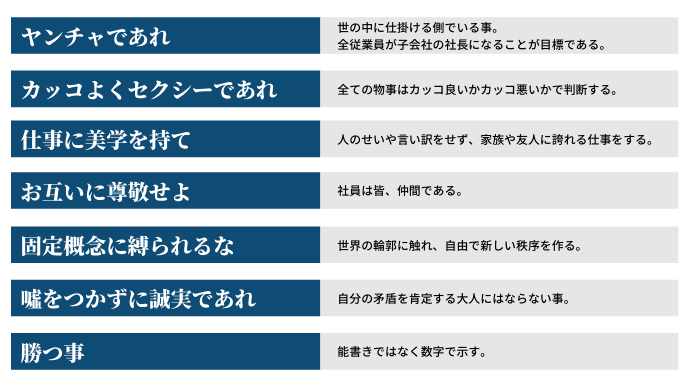 ヤンチャであれ
世の中に仕掛ける側でいる事。
全従業員が子会社の社長になることが目標である。
カッコよくセクシーであれ
全ての物事はカッコ良いかカッコ悪いかで判断する。
仕事に美学を持て
人のせいや言い訳をせず、家族や友人に誇れる仕事をする。
お互いに尊敬せよ
社員は皆、仲間である。
固定概念に縛られるな
世界の輪郭に触れ、自由で新しい秩序を作る。
嘘をつかずに誠実であれ
自分の矛盾を肯定する大人にはならない事。
勝つ事
能書きではなく数字で示す。